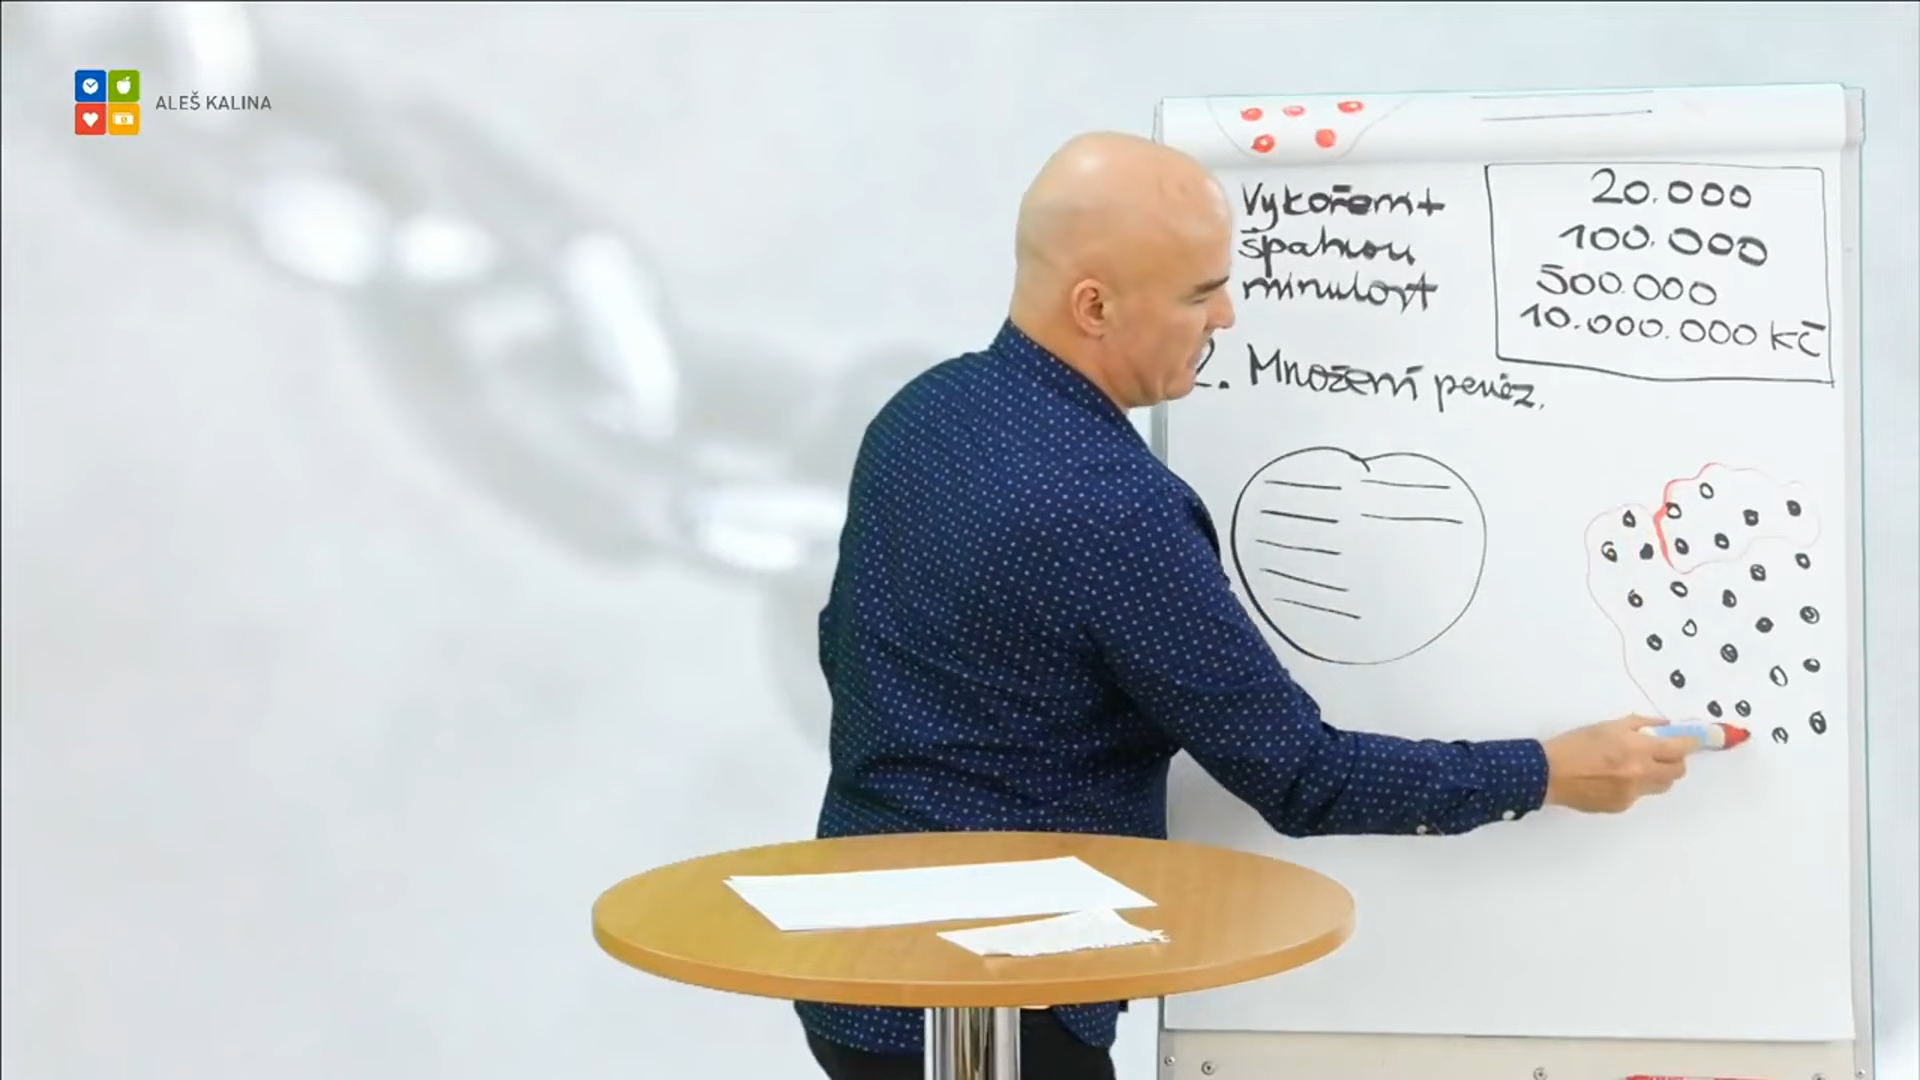 ALEŠ KALINA
Vykořenit
špatnou
minulost
20.000
100.000
500.000
10.000.000 KČ
2. Množení peněz.